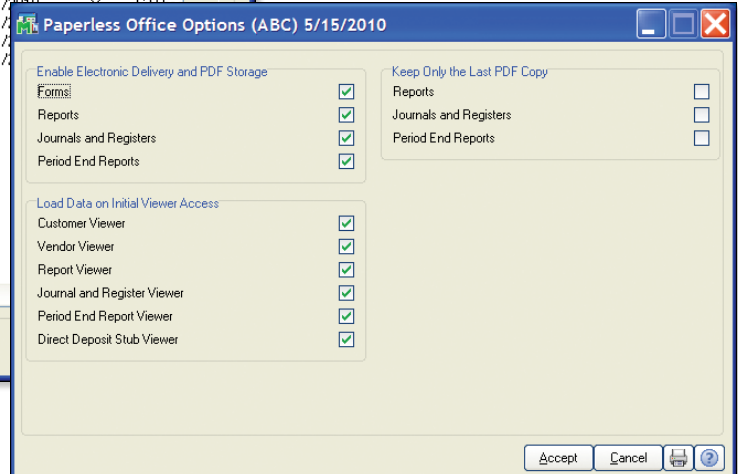 Paperless Office Options (ABC) 5/15/2010
Enable Electronic Delivery and PDF Storage
Forms
Reports
Journals and Registers
Period End Reports
Keep Only the Last PDF Copy
Reports
Journals and Registers
Period End Reports
Load Data on Initial Viewer Access
Customer Viewer
Vendor Viewer
Report Viewer
Journal and Register Viewer
Period End Report Viewer
Direct Deposit Stub Viewer
Accept
Cancel